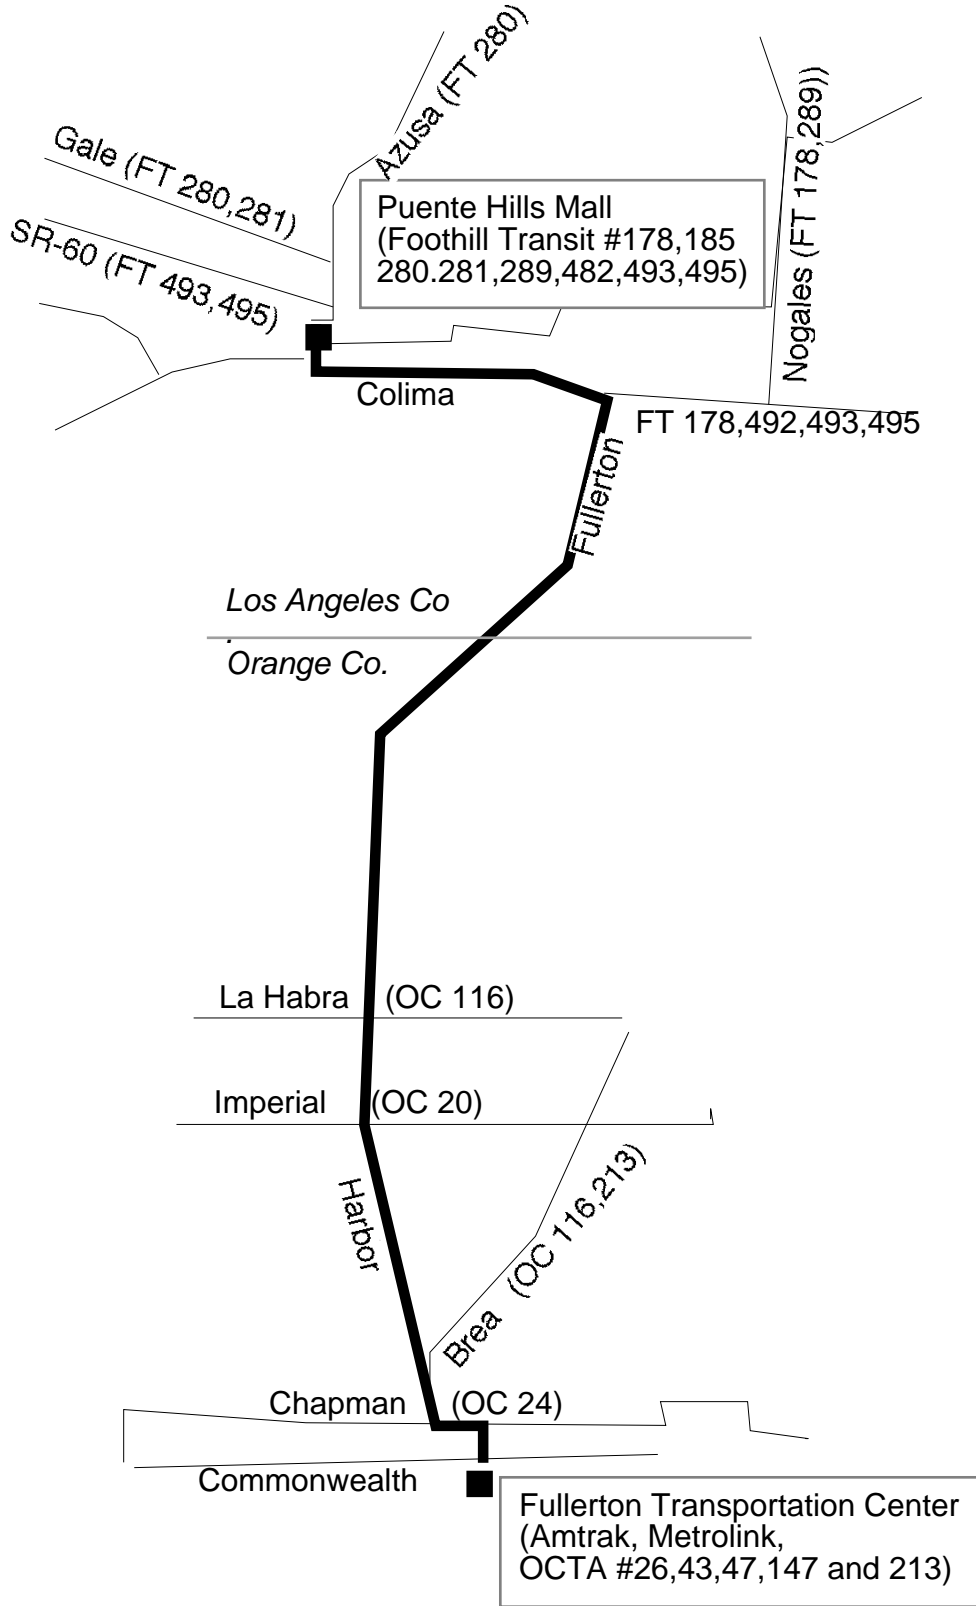 Azusa (FT 280)
Gale (FT 280,281)
SR-60 (FT 493,495)
Nogales (FT 178,289))
Puente Hills Mall
(Foothill Transit #178,185
280.281,289,482,493,495)
Colima
FT 178,492,493,495
Fullerton
Los Angeles Co
.
Orange Co.
La Habra (OC 116)
Imperial (OC 20)
Harbor
Brea (OC 116,213)
Chapman (OC 24)
Commonwealth
Fullerton Transportation Center
(Amtrak, Metrolink,
OCTA #26,43,47,147 and 213)